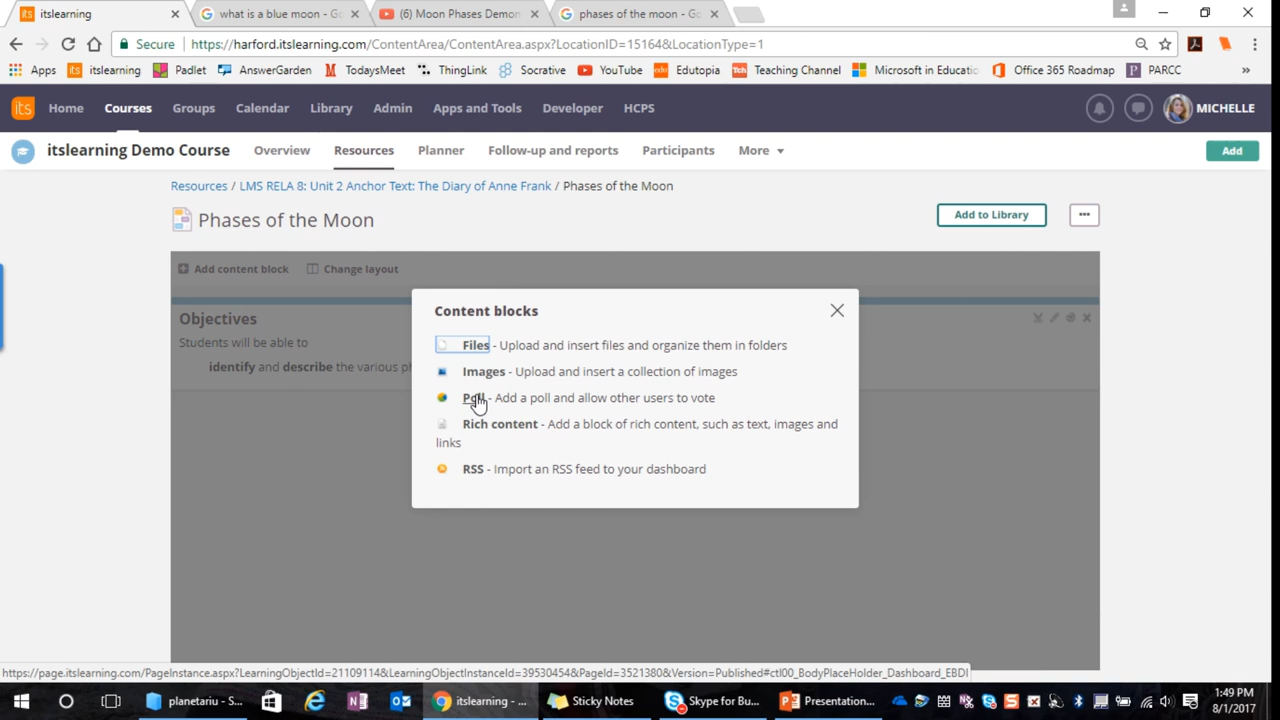 itslearning
what is a blue moon - Go
(6) Moon Phases Demon
phases of the moon - Go
Secure
https://harford.itslearning.com/ContentArea/ContentArea.aspx?LocationID=15164&LocationType=1
Apps
its itslearning
Padlet
AnswerGarden
TodaysMeet
ThingLink
Socrative
YouTube
Edutopia
Tch Teaching Channel
Microsoft in Educatio
Office 365 Roadmap
PARCC
its Home Courses Groups Calendar Library Admin Apps and Tools Developer HCPS MICHELLE
itslearning Demo Course Overview Resources Planner Follow-up and reports Participants More Add
Resources / LMS RELA 8: Unit 2 Anchor Text: The Diary of Anne Frank / Phases of the Moon
Phases of the Moon
Add to Library
Add content block Change layout
Objectives
Students will be able to
identify and describe the various ph
Content blocks
Files - Upload and insert files and organize them in folders
Images - Upload and insert a collection of images
Poll - Add a poll and allow other users to vote
Rich content - Add a block of rich content, such as text, images and
links
RSS - Import an RSS feed to your dashboard
https://page.itslearning.com/PageInstance.aspx?LearningObjectId=21109114&LearningObjectInstanceId=39530454&PageId=3521380&Version=Published#ctl00_BodyPlaceHolder_Dashboard_EBDI
planetariu - S...
itslearning - ...
Sticky Notes
Skype for Bu...
Presentation...
1:49 PM
8/1/2017